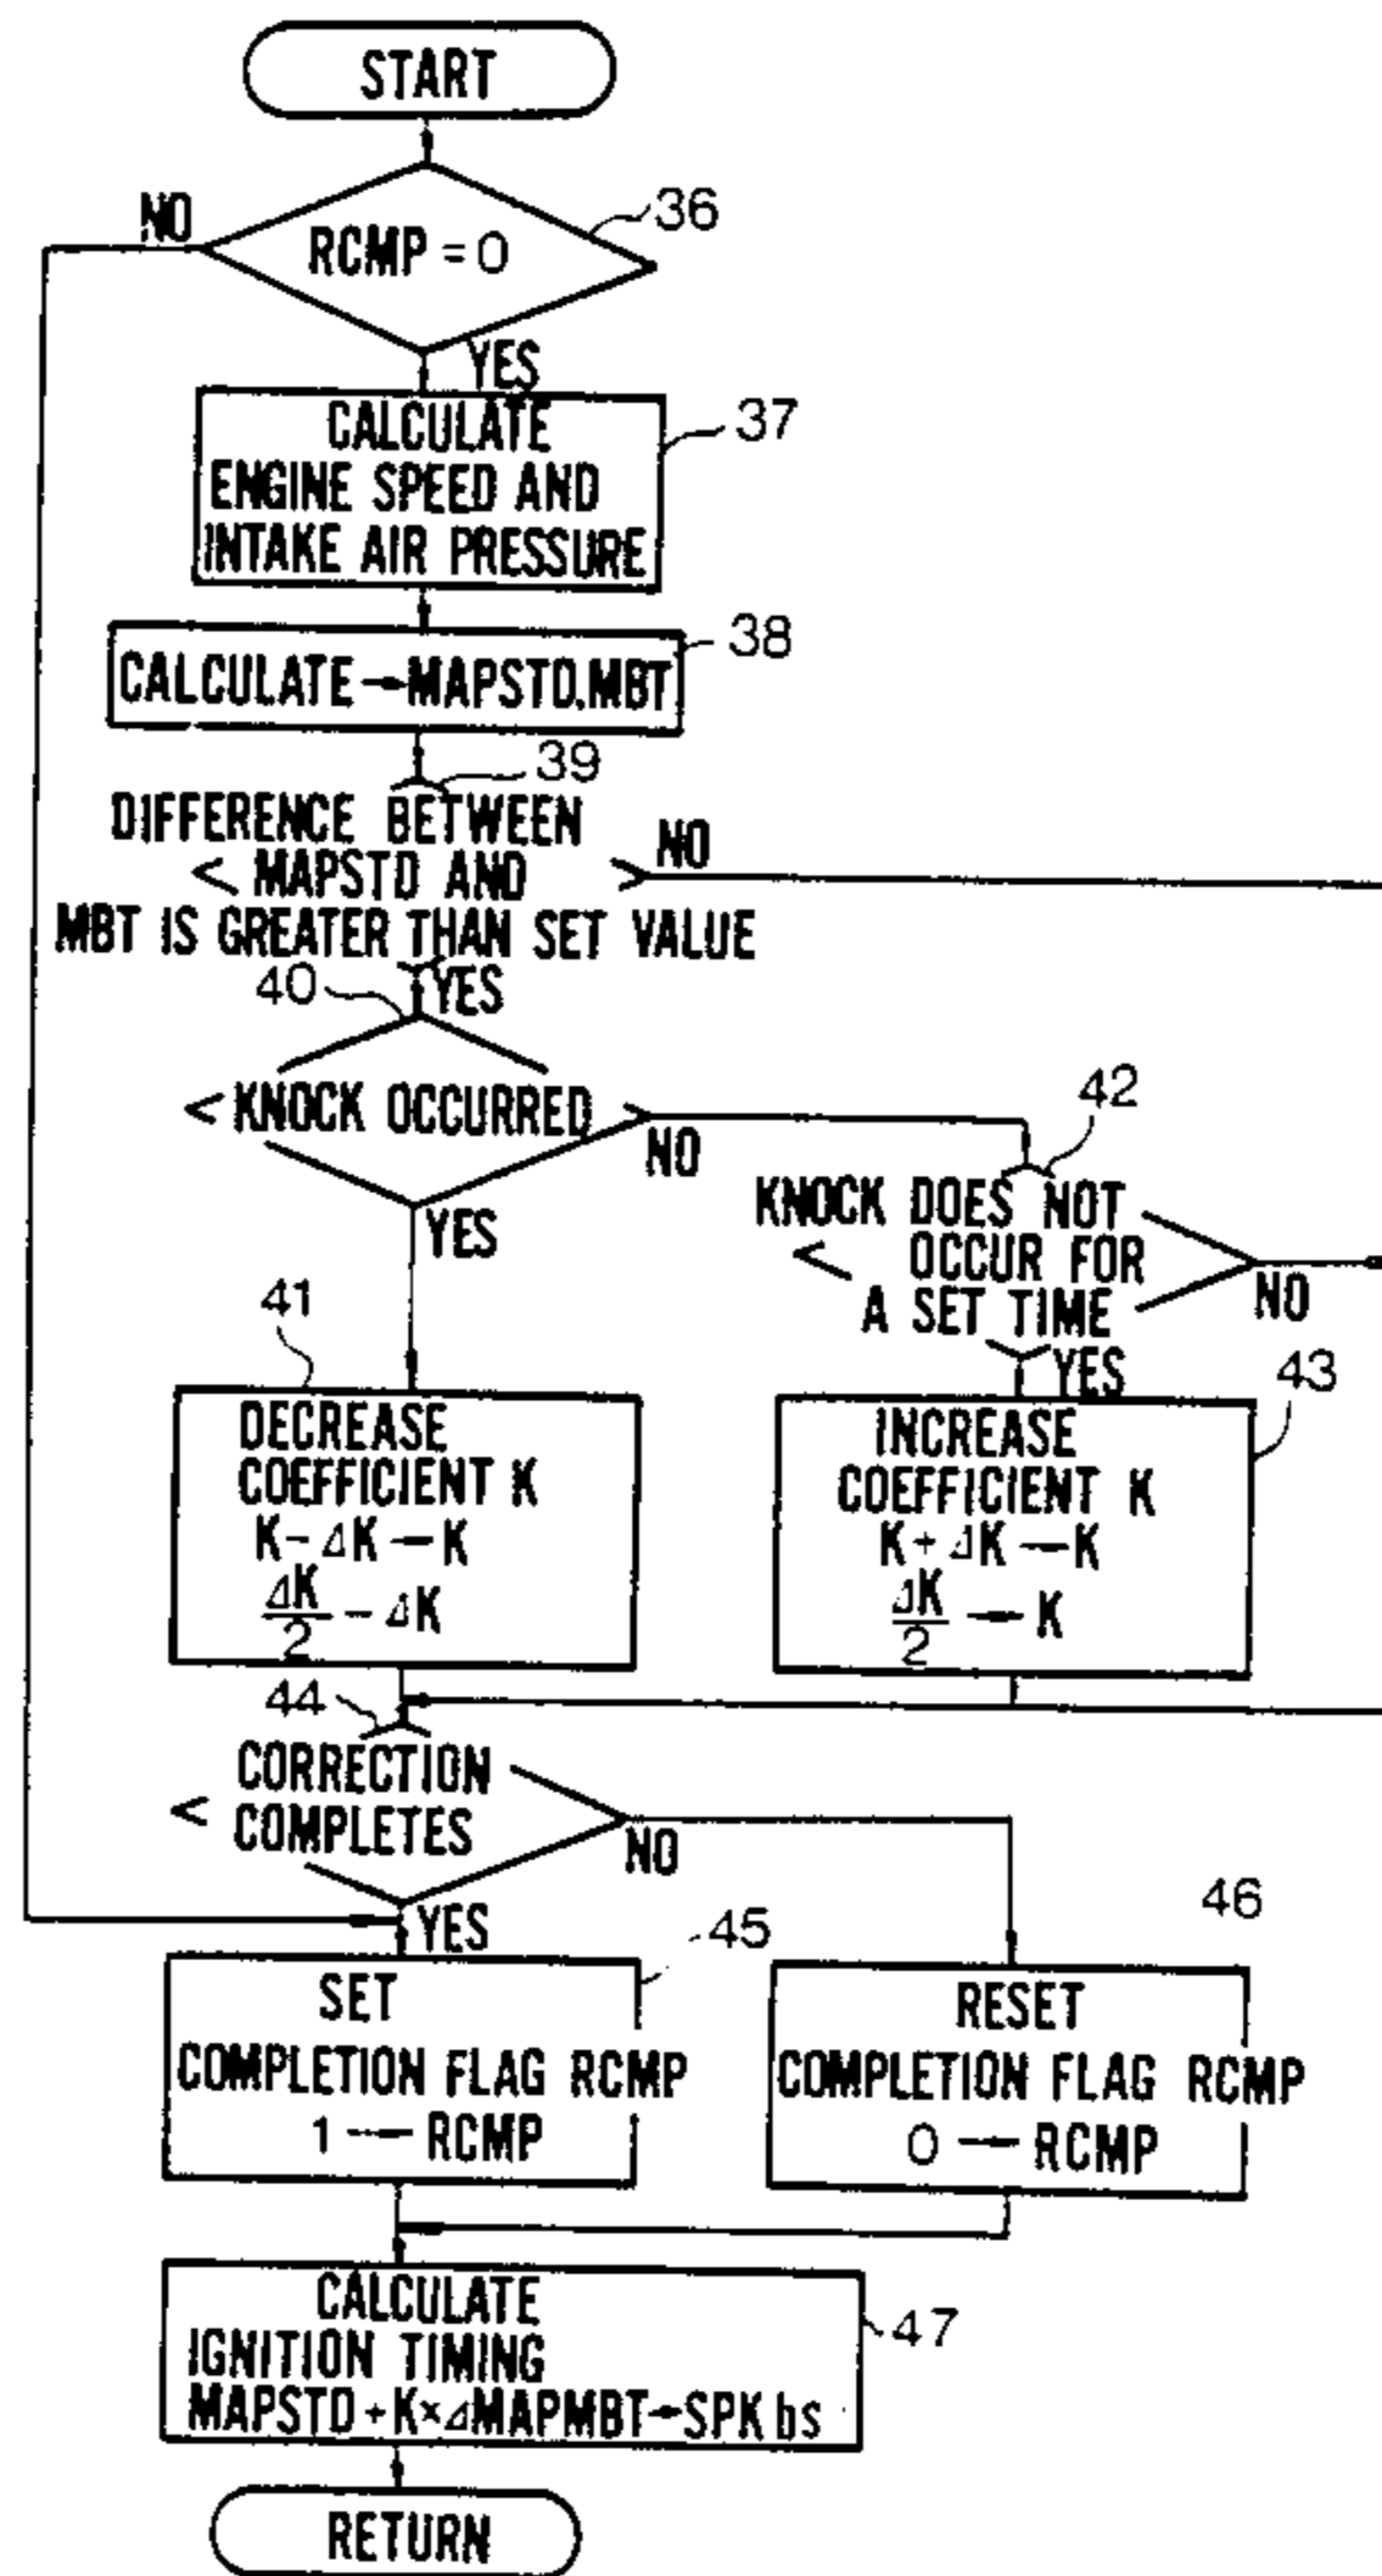 START
NO
RCMP = 0
36
YES
CALCULATE
ENGINE SPEED AND
INTAKE AIR PRESSURE
37
38
CALCULATE→MAPSTD.MBT
39
DIFFERENCE BETWEEN
MAPSTD AND
MBT IS GREATER THAN SET VALUE
NO
40
YES
KNOCK OCCURRED
NO
42
KNOCK DOES NOT
OCCUR FOR
A SET TIME
NO
YES
YES
41
DECREASE
COEFFICIENT K
K-ΔK→K
ΔK/2→ΔK
43
INCREASE
COEFFICIENT K
K+ΔK→K
ΔK/2→K
44
CORRECTION
COMPLETES
NO
YES
45
SET
COMPLETION FLAG RCMP
1→RCMP
46
RESET
COMPLETION FLAG RCMP
0→RCMP
CALCULATE
IGNITION TIMING
MAPSTD+K×ΔMAPMBT→SPK bs
47
RETURN